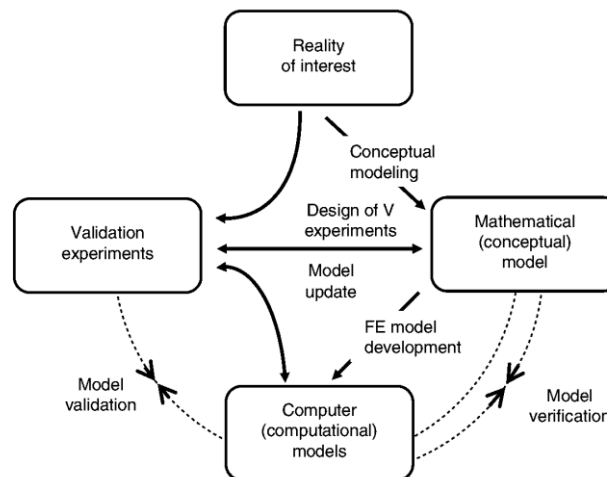 Reality
of interest
Conceptual
modeling
Validation
experiments
Design of V
experiments
Mathematical
(conceptual)
model
Model
update
FE model
development
Model
validation
Computer
(computational)
models
Model
verification